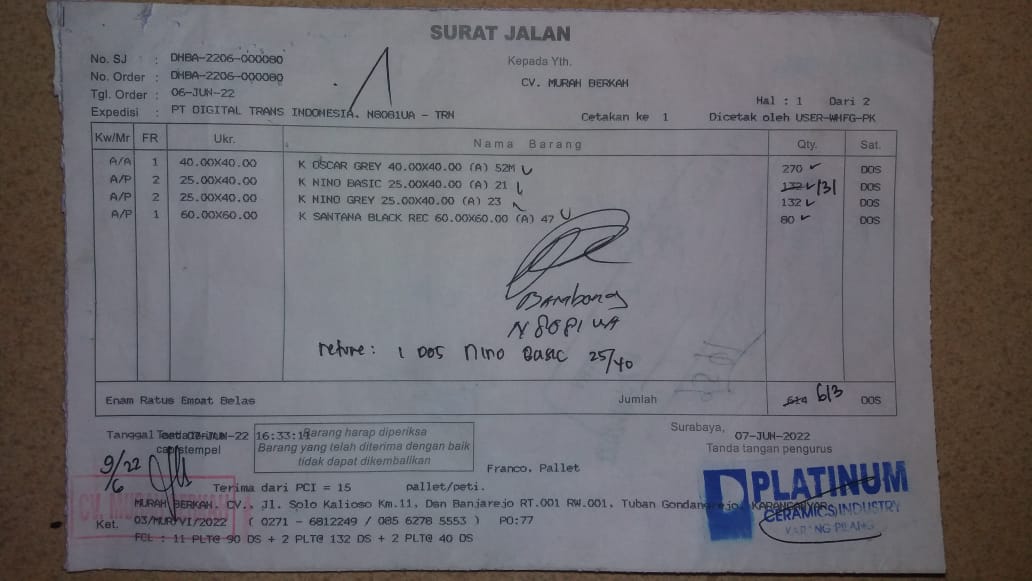 SURAT JALAN
No. SJ : DHBA-2206-000080
Kepada Yth.
No. Order : DHBA-2206-000080
CV. MURAH BERKAH
Tgl. Order : 06-JUN-22
Hal : 1 Dari 2
Expedisi : PT DIGITAL TRANS INDONESIA. N8081UA - TRN
Cetakan ke 1 Dicetak oleh USER-WHFG-PK
Kw/Mr FR Ukr. Nama Barang Qty. Sat.
A/A 1 40.00X40.00 K OSCAR GREY 40.00X40.00 (A) 52M 270 DOS
A/P 2 25.00X40.00 K NINO BASIC 25.00X40.00 (A) 21 132 131 DOS
A/P 2 25.00X40.00 K NINO GREY 25.00X40.00 (A) 23 132 DOS
A/P 1 60.00X60.00 K SANTANA BLACK REC 60.00X60.00 (A) 47 80 DOS
Bambang
N 8081 UA
reture : 1 DOS Nino Basic 25/40
Enam Ratus Empat Belas Jumlah 614 613 DOS
Surabaya,
Tanggal 07-JUN-22 16:33:11
07-JUN-2022
cap/stempel
Tanda tangan pengurus
Barang harap diperiksa
Barang yang telah diterima dengan baik
tidak dapat dikembalikan
9/22
6
Franco, Pallet
Terima dari PCI = 15 pallet/peti.
CV. MURAH BERKAH
MURAH BERKAH CV., Jl. Solo Kalioso Km.11, Dsn Banjarejo RT.001 RW.001, Tuban Gondangrejo, KARANGANYAR
Ket. 03/MUR/VI/2022 ( 0271 - 6812249 / 085 6278 5553 ) PO:77
FCL : 11 PLT@ 90 DS + 2 PLT@ 132 DS + 2 PLT@ 40 DS
PLATINUM
CERAMICS INDUSTRY
KARANG PILANG